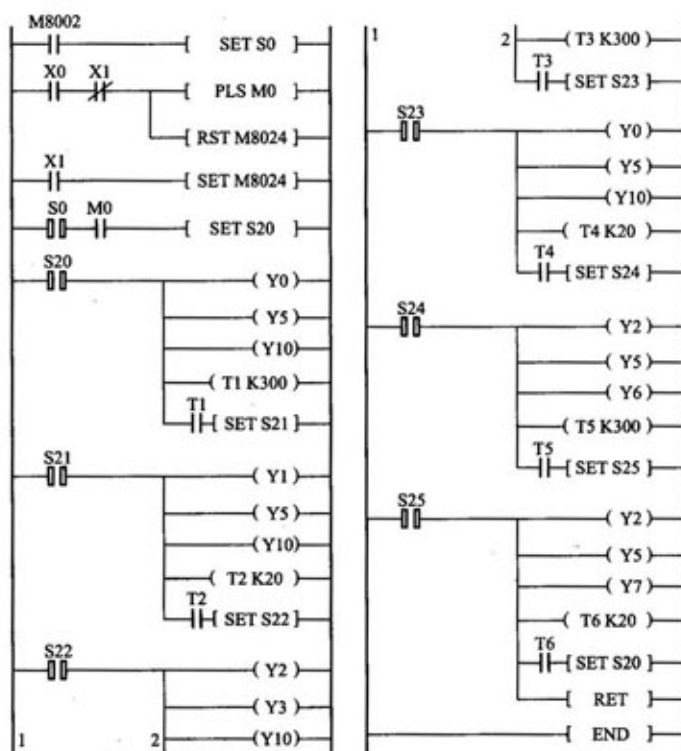 M8002
SET S0
X0 X1
PLS M0
RST M8024
X1
SET M8024
S0 M0
SET S20
S20
Y0
Y5
Y10
T1 K300
T1
SET S21
S21
Y1
Y5
Y10
T2 K20
T2
SET S22
S22
Y2
Y3
Y10
1 2
1 2
T3 K300
T3
SET S23
S23
Y0
Y5
Y10
T4 K20
T4
SET S24
S24
Y2
Y5
Y6
T5 K300
T5
SET S25
S25
Y2
Y5
Y7
T6 K20
T6
SET S20
RET
END